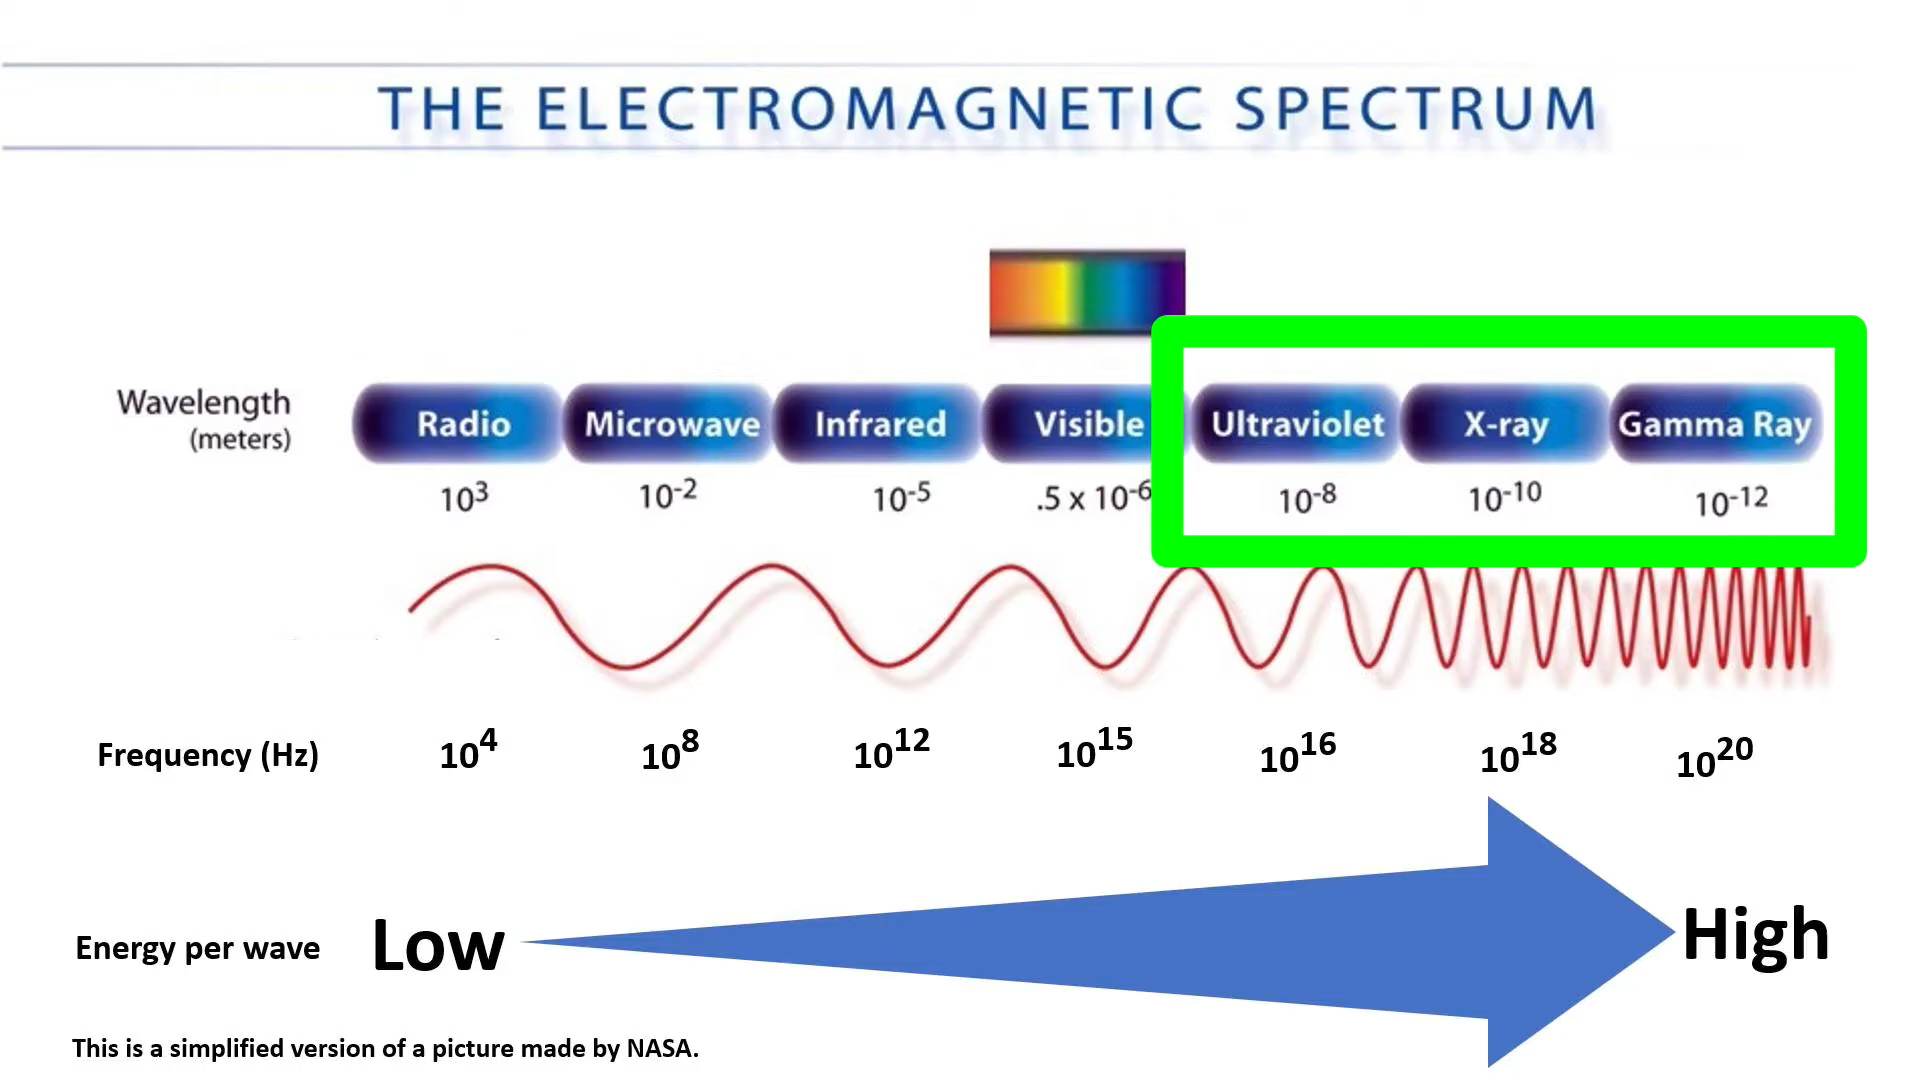 THE ELECTROMAGNETIC SPECTRUM
Wavelength
(meters)
Radio Microwave Infrared Visible Ultraviolet X-ray Gamma Ray
10³ 10⁻² 10⁻⁵ .5 x 10⁻⁶ 10⁻⁸ 10⁻¹⁰ 10⁻¹²
Frequency (Hz) 10⁴ 10⁸ 10¹² 10¹⁵ 10¹⁶ 10¹⁸ 10²⁰
Energy per wave Low High
This is a simplified version of a picture made by NASA.